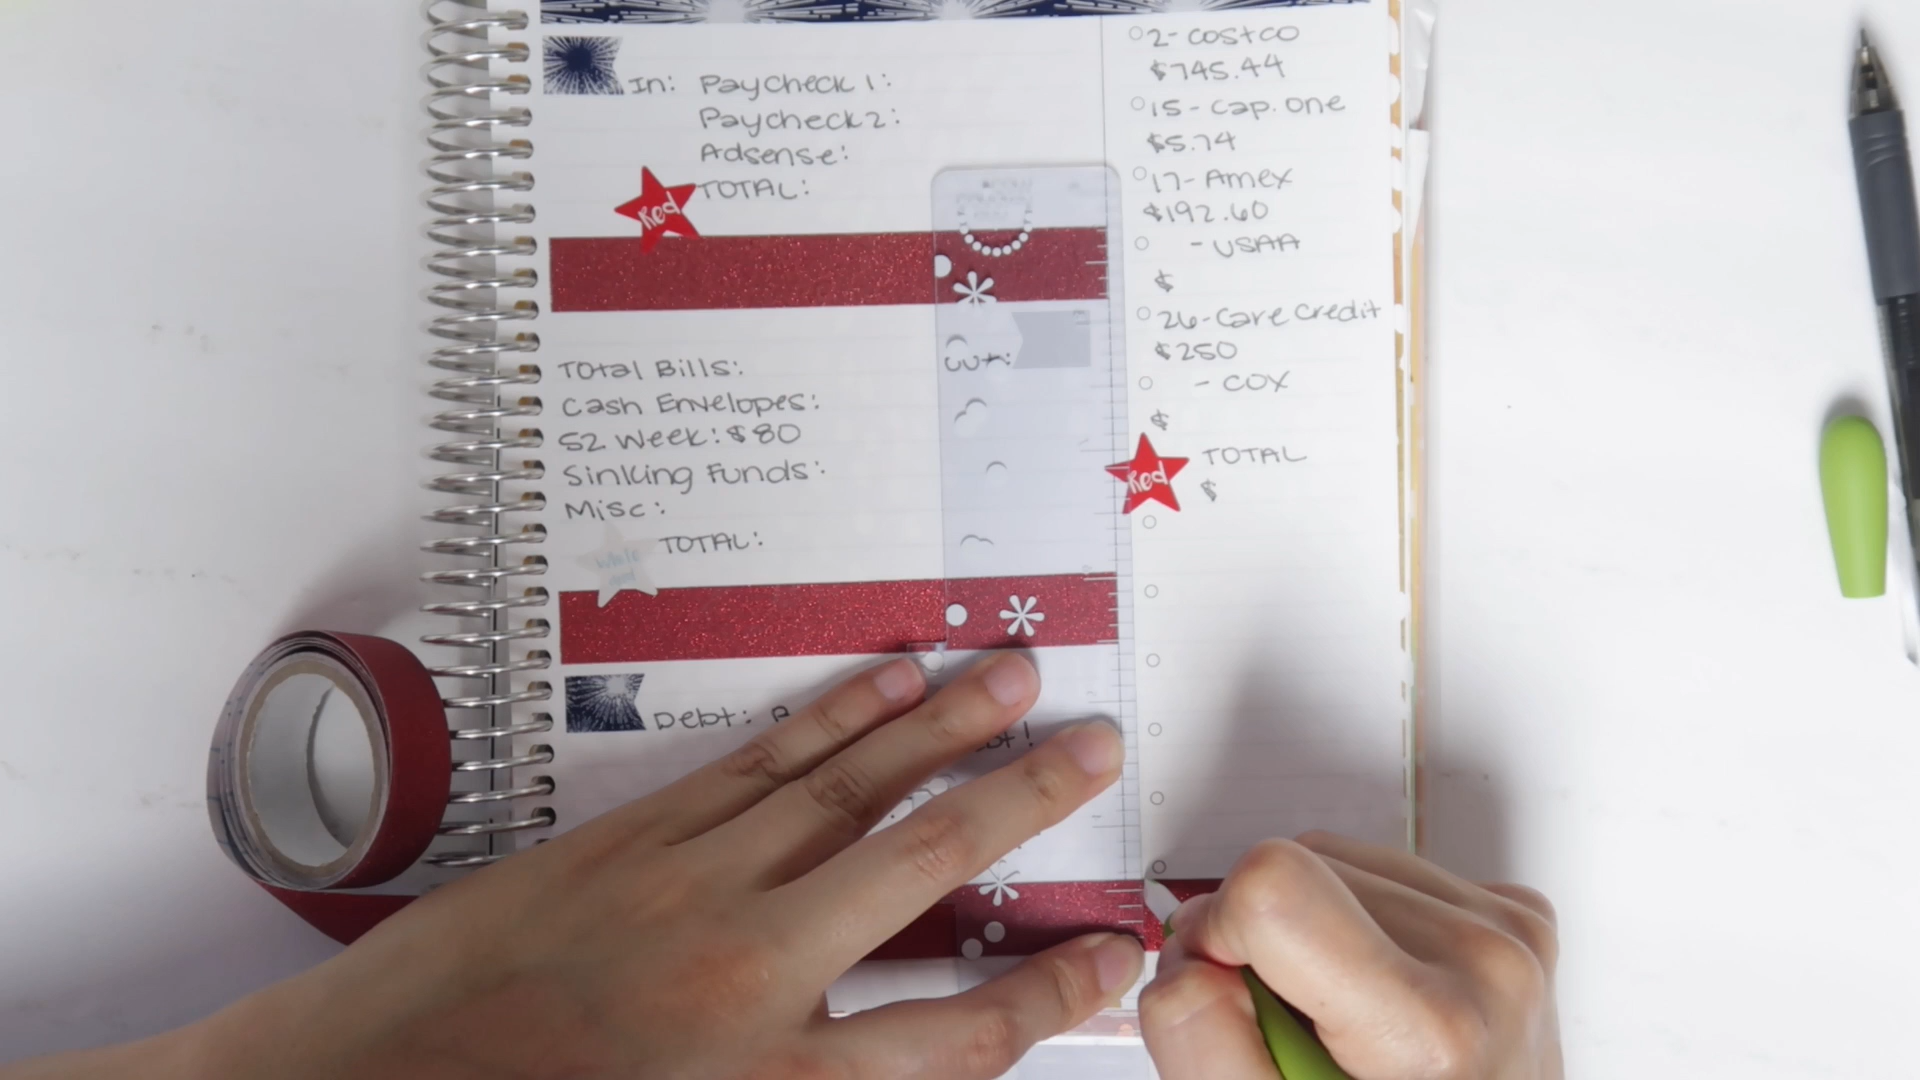 In: Paycheck 1:
Paycheck 2:
Adsense:
TOTAL:
Red
out:
Total Bills:
Cash Envelopes:
52 Week: $80
Sinking Funds:
Misc:
TOTAL:
White
Debt:
2- Costco
$745.44
15- Cap. One
$5.74
17- Amex
$192.60
- USAA
$
26- Care Credit
$250
- COX
$
Red
TOTAL
$